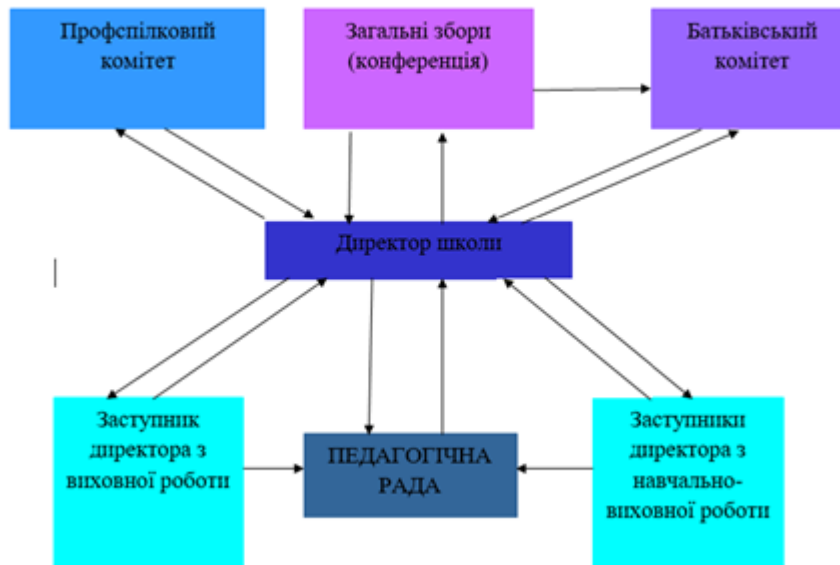 Профспілковий
комітет
Загальні збори
(конференція)
Батьківський
комітет
Директор школи
Заступник
директора з
виховної роботи
ПЕДАГОГІЧНА
РАДА
Заступники
директора з
навчально-
виховної роботи